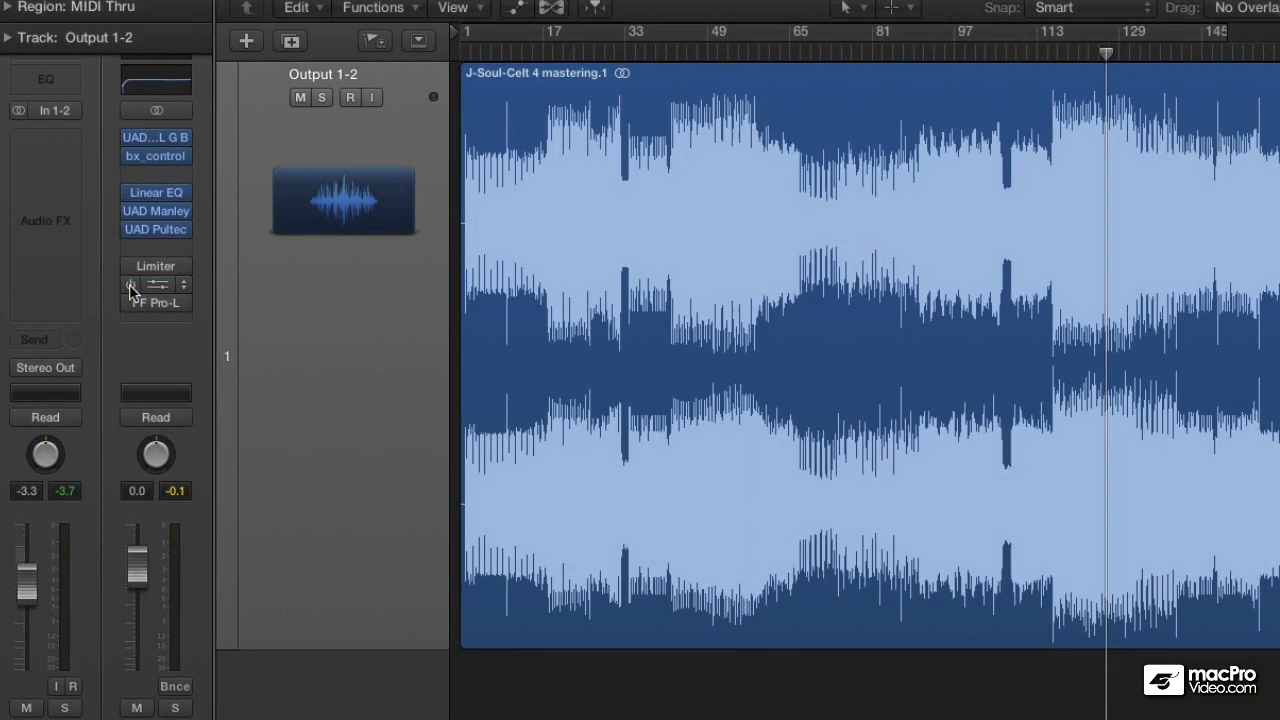 Region: MIDI Thru
Edit Functions View
Snap: Smart Drag: No Overla
Track: Output 1-2
1 17 33 49 65 81 97 113 129 145
EQ
Output 1-2
J-Soul-Celt 4 mastering.1
In 1-2
M S R I
UAD...L G B
bx_control
Linear EQ
UAD Manley
UAD Pultec
Audio FX
Limiter
FF Pro-L
Send
1
Stereo Out
Read Read
-3.3 -3.7 0.0 -0.1
I R Bnce
M S M S
macPro
Video.com